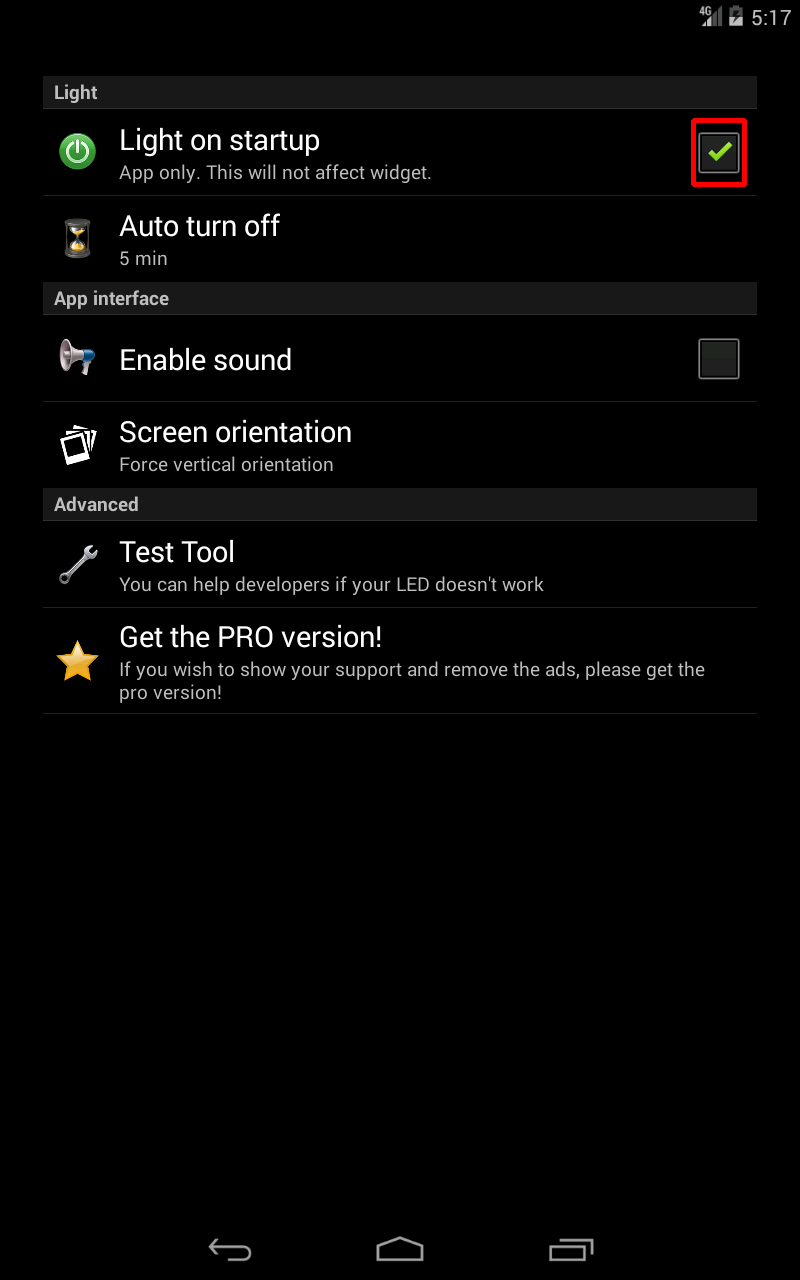 4G 5:17
Light
Light on startup
App only. This will not affect widget.
Auto turn off
5 min
App interface
Enable sound
Screen orientation
Force vertical orientation
Advanced
Test Tool
You can help developers if your LED doesn't work
Get the PRO version!
If you wish to show your support and remove the ads, please get the
pro version!